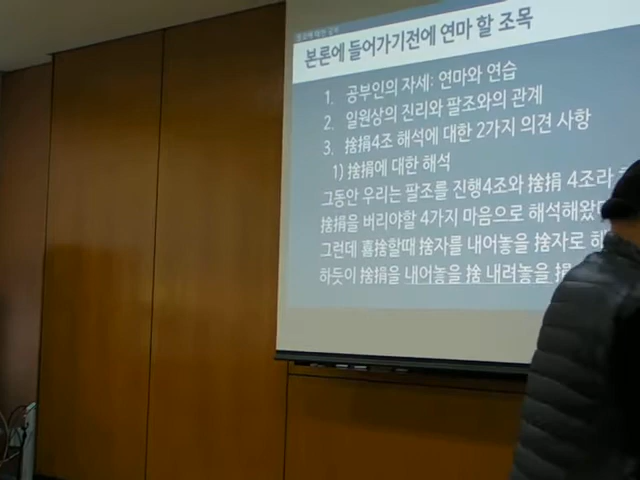 본론에 들어가기전에 연마 할 조목
1. 공부인의 자세: 연마와 연습
2. 일원상의 진리와 팔조와의 관계
3. 捨捐4조 해석에 대한 2가지 의견 사항
1) 捨捐에 대한 해석
그동안 우리는 팔조를 진행4조와 捨捐 4조라
捨捐을 버리야할 4가지 마음으로 해석해왔
그런데 喜捨할때 捨자를 내어놓을 捨자로
하듯이 捨捐을 내어놓을 捨 내려놓을